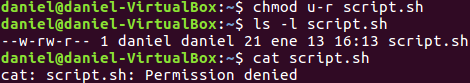 daniel@daniel-VirtualBox:~$ chmod u-r script.sh
daniel@daniel-VirtualBox:~$ ls -l script.sh
--w-rw-r-- 1 daniel daniel 21 ene 13 16:13 script.sh
daniel@daniel-VirtualBox:~$ cat script.sh
cat: script.sh: Permission denied